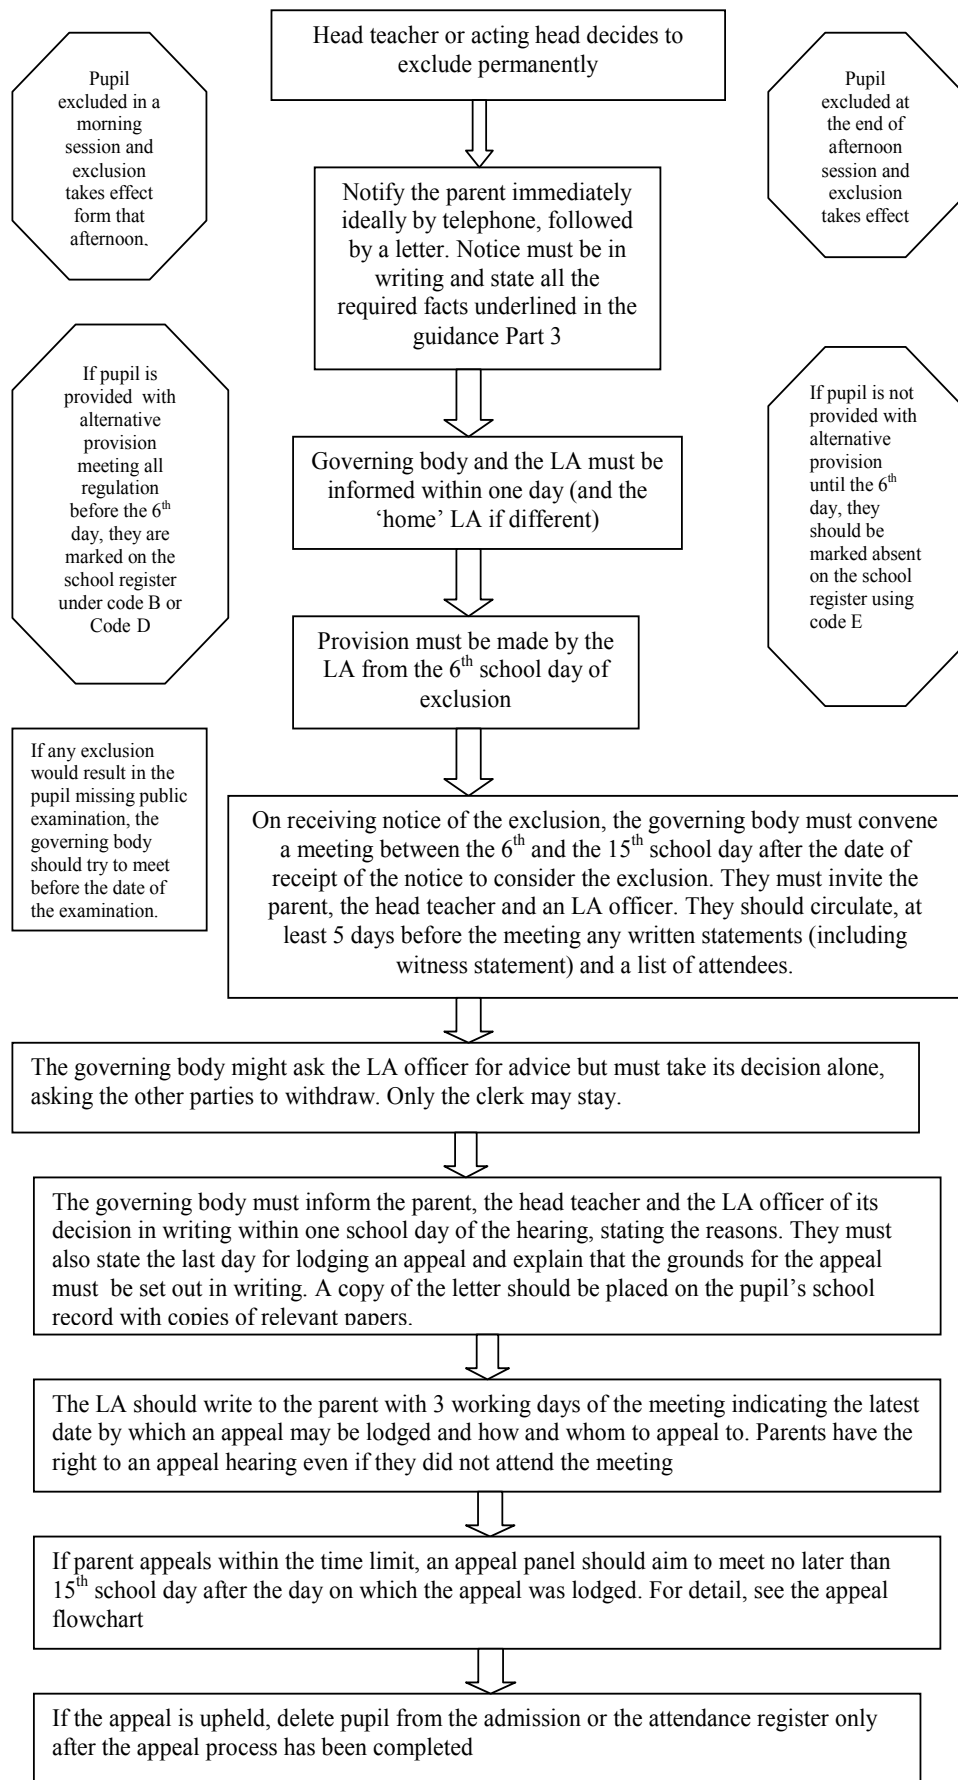 Head teacher or acting head decides to
exclude permanently
Pupil
excluded in a
morning
session and
exclusion
takes effect
form that
afternoon.
Pupil
excluded at
the end of
afternoon
session and
exclusion
takes effect
Notify the parent immediately
ideally by telephone, followed
by a letter. Notice must be in
writing and state all the
required facts underlined in the
guidance Part 3
If pupil is
provided with
alternative
provision
meeting all
regulation
before the 6th
day, they are
marked on the
school register
under code B or
Code D
If pupil is not
provided with
alternative
provision
until the 6th
day, they
should be
marked absent
on the school
register using
code E
Governing body and the LA must be
informed within one day (and the
‘home’ LA if different)
Provision must be made by the
LA from the 6th school day of
exclusion
If any exclusion
would result in the
pupil missing public
examination, the
governing body
should try to meet
before the date of
the examination.
On receiving notice of the exclusion, the governing body must convene
a meeting between the 6th and the 15th school day after the date of
receipt of the notice to consider the exclusion. They must invite the
parent, the head teacher and an LA officer. They should circulate, at
least 5 days before the meeting any written statements (including
witness statement) and a list of attendees.
The governing body might ask the LA officer for advice but must take its decision alone,
asking the other parties to withdraw. Only the clerk may stay.
The governing body must inform the parent, the head teacher and the LA officer of its
decision in writing within one school day of the hearing, stating the reasons. They must
also state the last day for lodging an appeal and explain that the grounds for the appeal
must be set out in writing. A copy of the letter should be placed on the pupil’s school
record with copies of relevant papers.
The LA should write to the parent with 3 working days of the meeting indicating the latest
date by which an appeal may be lodged and how and whom to appeal to. Parents have the
right to an appeal hearing even if they did not attend the meeting
If parent appeals within the time limit, an appeal panel should aim to meet no later than
15th school day after the day on which the appeal was lodged. For detail, see the appeal
flowchart
If the appeal is upheld, delete pupil from the admission or the attendance register only
after the appeal process has been completed